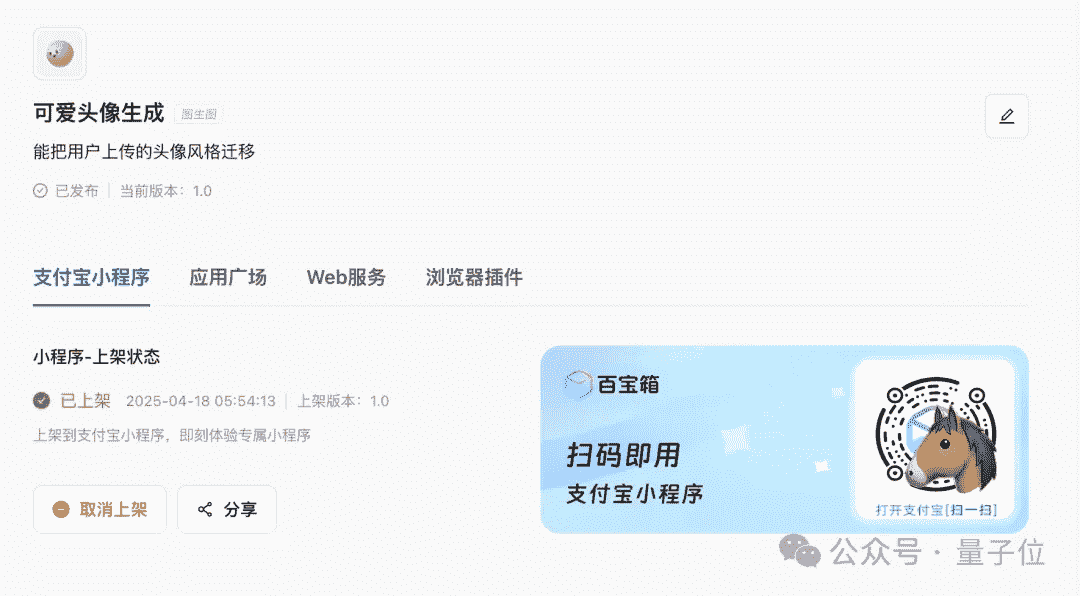 可爱头像生成 图生图
能把用户上传的头像风格迁移
已发布 | 当前版本：1.0
支付宝小程序 应用广场 Web服务 浏览器插件
小程序-上架状态
已上架 2025-04-18 05:54:13 | 上架版本：1.0
上架到支付宝小程序，即刻体验专属小程序
取消上架 分享
百宝箱
扫码即用
支付宝小程序
打开支付宝[扫一扫]
公众号 · 量子位